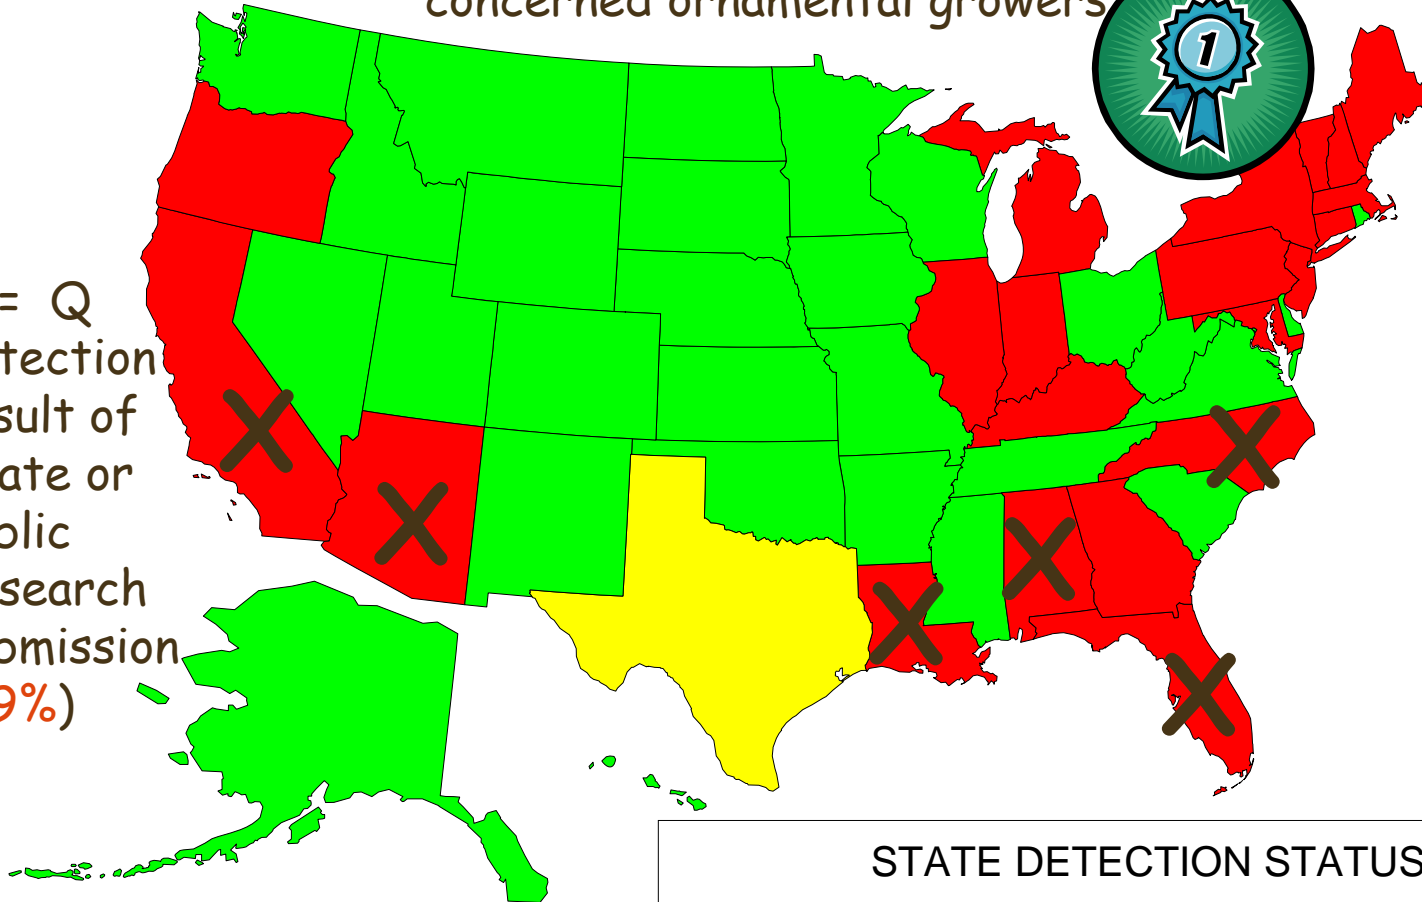 concerned ornamental growers
1
= Q
tection
sult of
ate or
olic
search
omission
9%)
STATE DETECTION STATUS